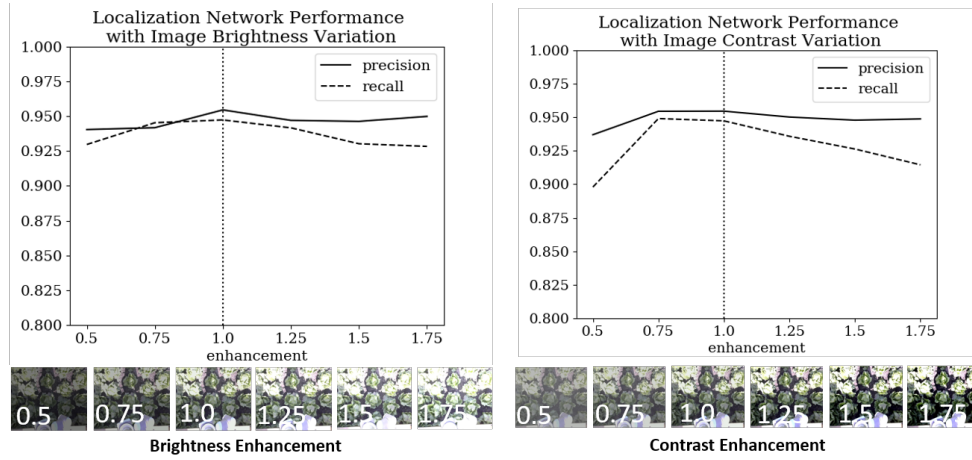 Localization Network Performance
with Image Brightness Variation
1.000
0.975
0.950
0.925
0.900
0.875
0.850
0.825
0.800
precision
recall
0.5 0.75 1.0 1.25 1.5 1.75
enhancement
0.5 0.75 1.0 1.25 1.5 1.75
Brightness Enhancement
Localization Network Performance
with Image Contrast Variation
1.000
0.975
0.950
0.925
0.900
0.875
0.850
0.825
0.800
precision
recall
0.5 0.75 1.0 1.25 1.5 1.75
enhancement
0.5 0.75 1.0 1.25 1.5 1.75
Contrast Enhancement